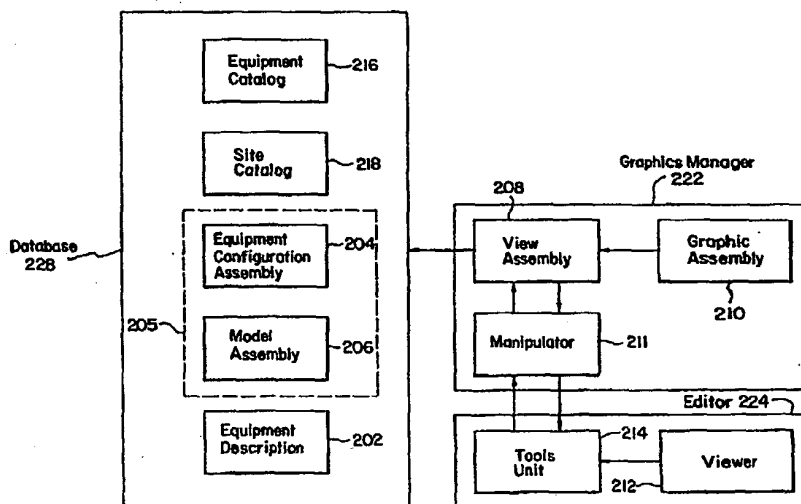 Equipment
Catalog
216
Site
Catalog
218
Database
228
Equipment
Configuration
Assembly
204
205
Model
Assembly
206
Equipment
Description
202
Graphics Manager
222
208
View
Assembly
Graphic
Assembly
210
Manipulator
211
Editor 224
214
Tools
Unit
Viewer
212